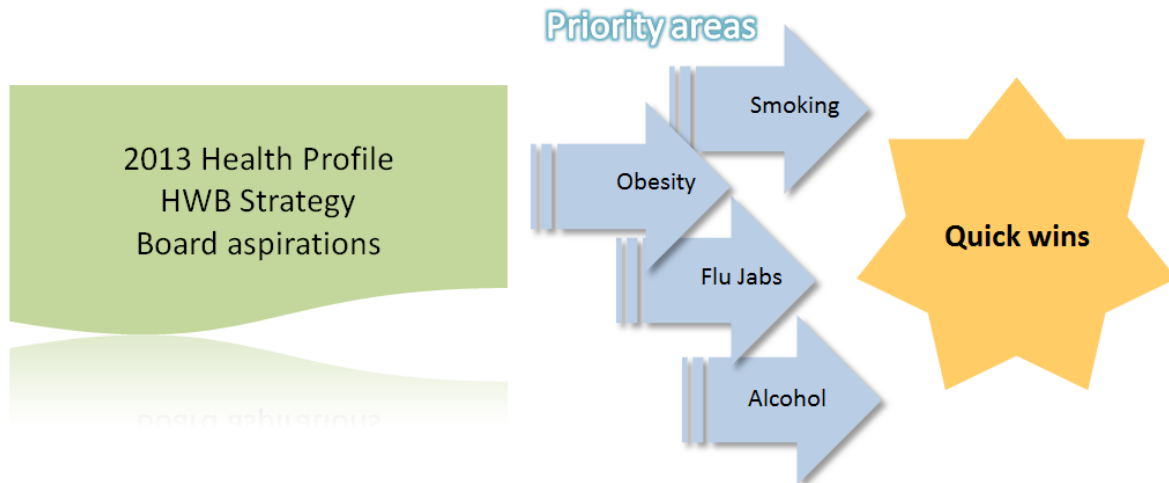 Priority areas
2013 Health Profile
HWB Strategy
Board aspirations
Smoking
Obesity
Flu Jabs
Alcohol
Quick wins